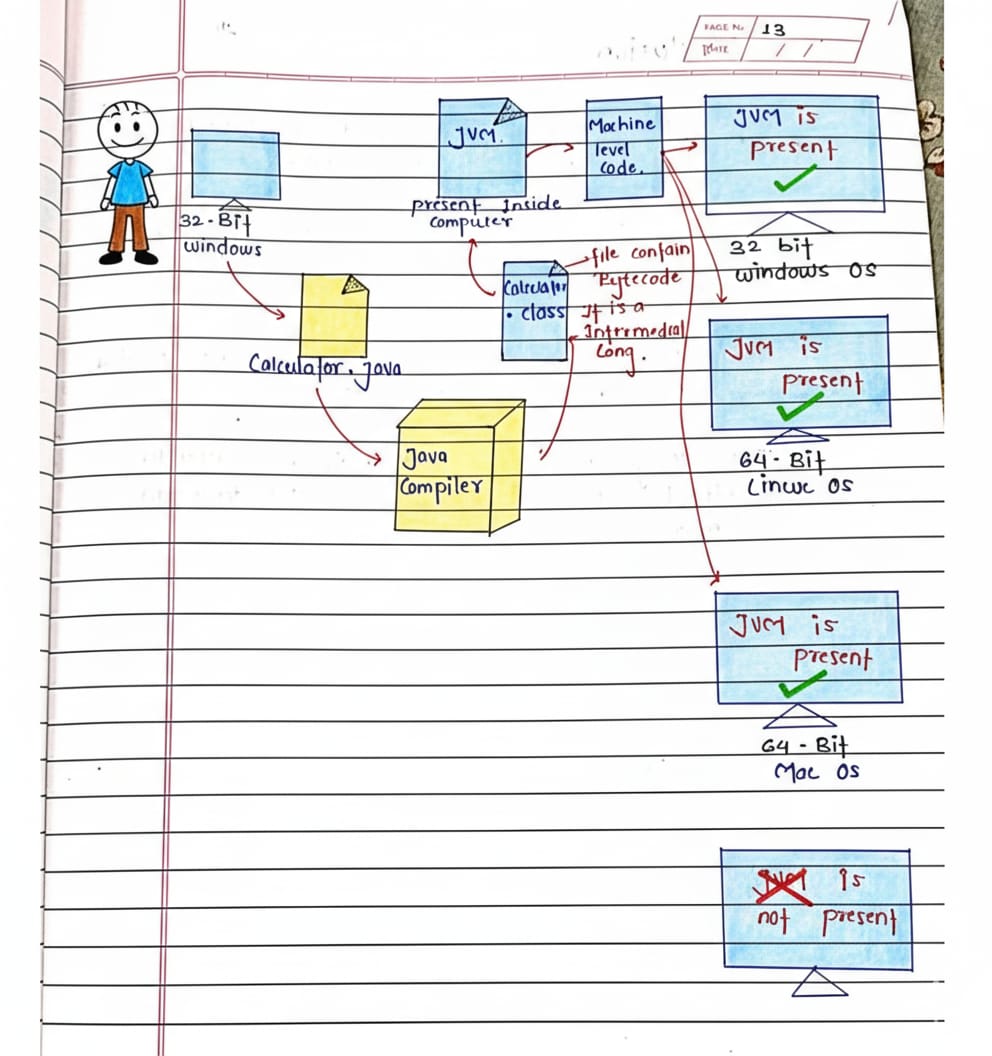 PAGE No. 13
DATE / /
JVM
Machine
level
code.
JVM is
present
32-Bit
windows
present Inside
computer
32 bit
windows OS
file contain
Bytecode
Calculator
. class
It is a
Intromedial
Long.
Calculator. java
JVM is
present
64-Bit
Linux OS
Java
Compiler
JVM is
present
64-Bit
Mac OS
JVM is
not present